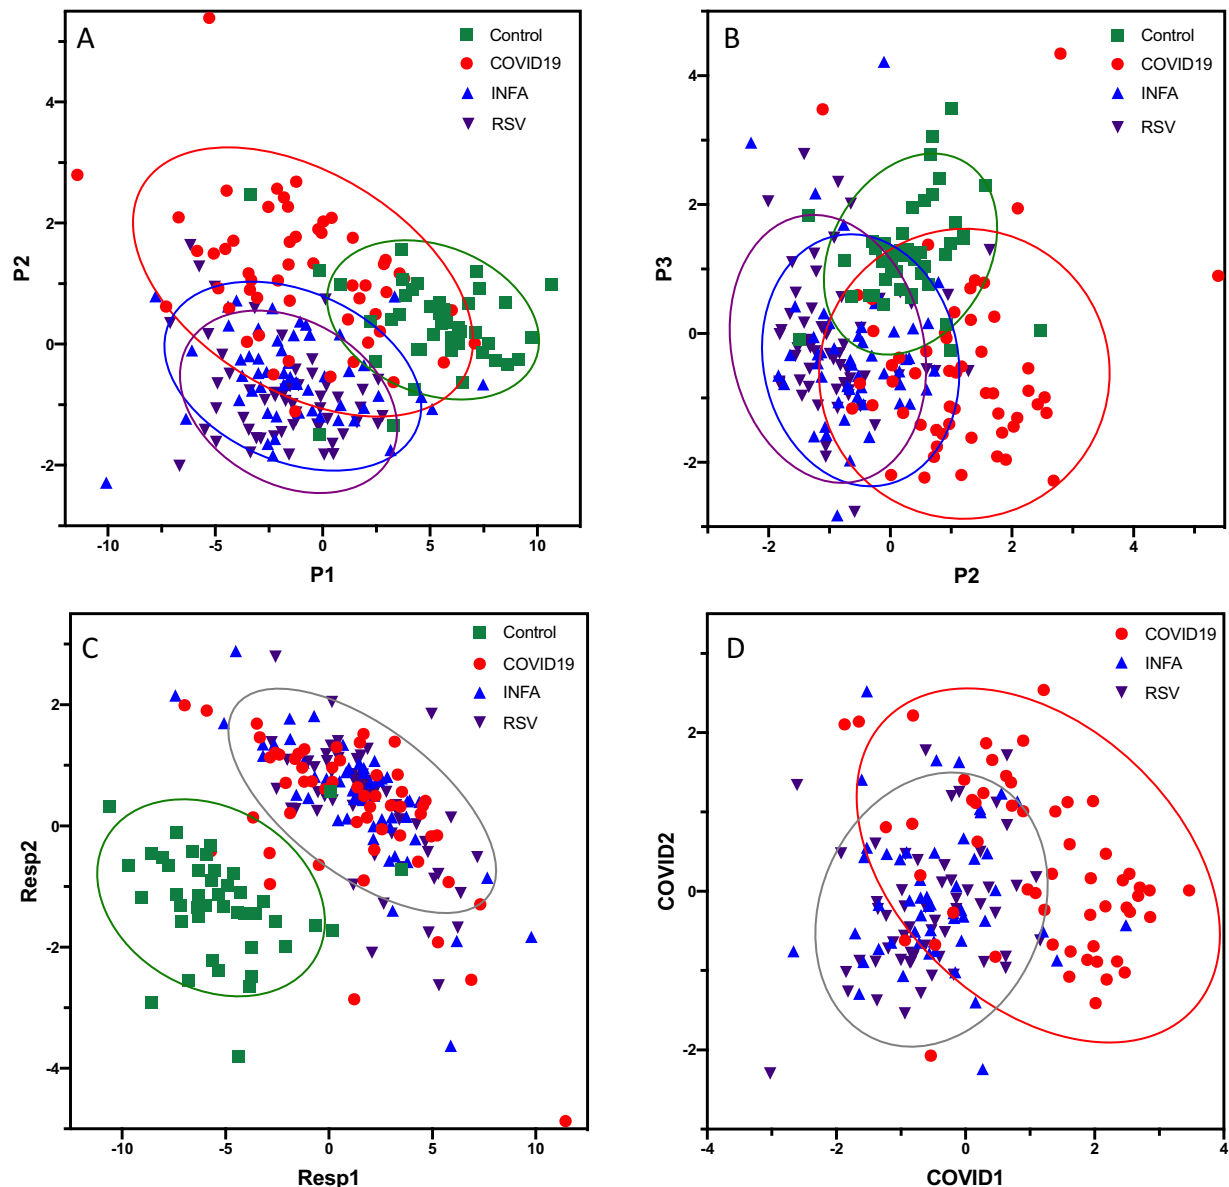 A
Control
COVID19
INFA
RSV
P2
4
2
0
-2
-10
-5
0
5
10
P1
B
Control
COVID19
INFA
RSV
P3
4
2
0
-2
-2
0
2
4
P2
C
Control
COVID19
INFA
RSV
Resp2
2
0
-2
-4
-10
-5
0
5
10
Resp1
D
COVID19
INFA
RSV
COVID2
2
0
-2
-4
-2
0
2
4
COVID1